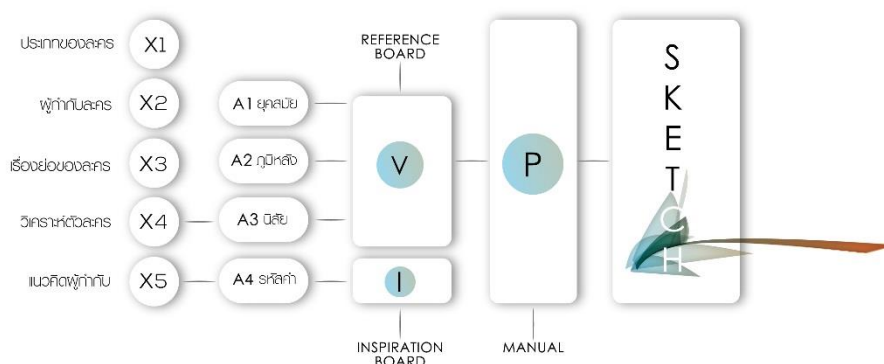 ประเภทของละคร X1
ผู้กำกับละคร X2
เรื่องย่อของละคร X3
วิเคราะห์ตัวละคร X4
แนวคิดผู้กำกับ X5
A1 ยุคสมัย
A2 ภูมิหลัง
A3 นิสัย
A4 รหัสคำ
REFERENCE
BOARD
V
I
INSPIRATION
BOARD
P
MANUAL
SKETCH